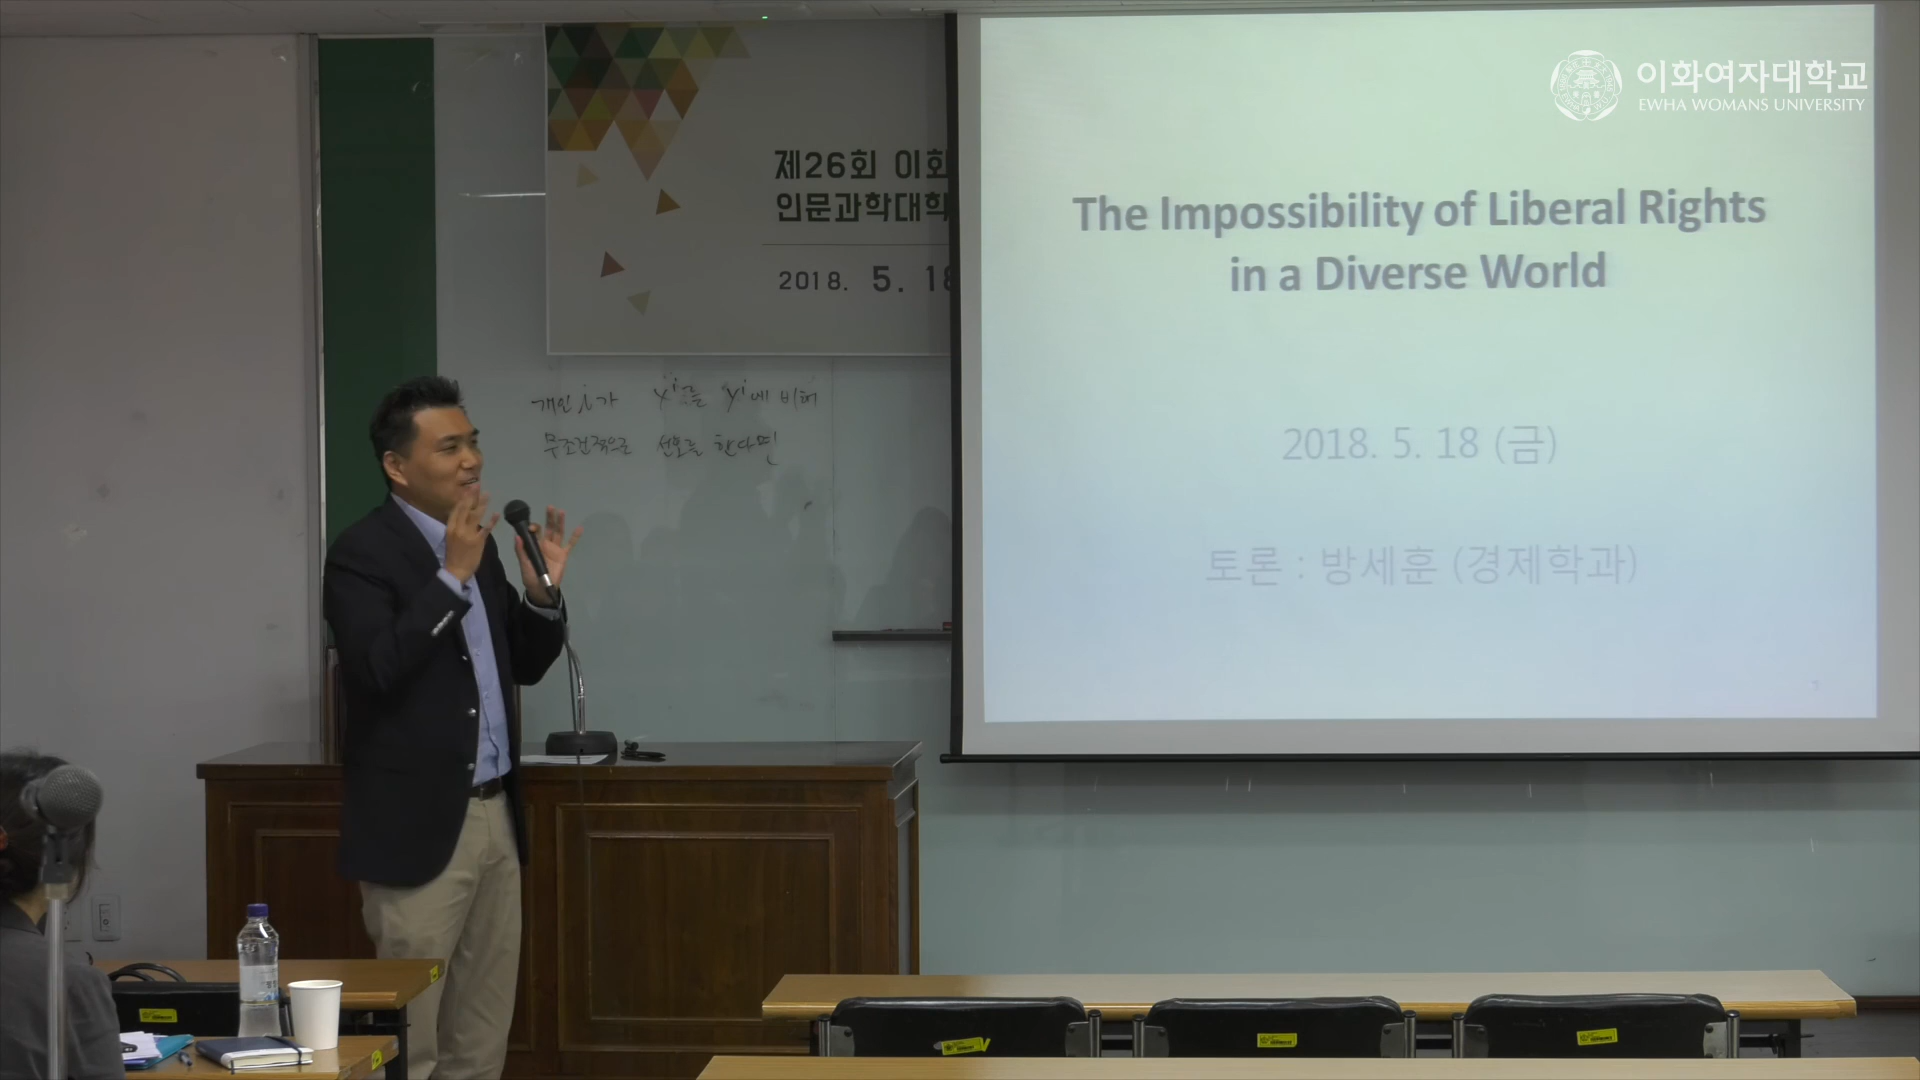 이화여자대학교
EWHA WOMANS UNIVERSITY
제26회 이화
인문과학대학
2018. 5. 18
The Impossibility of Liberal Rights
in a Diverse World
2018. 5. 18 (금)
토론 : 방세훈 (경제학과)
개인 i가 xⁱ를 yⁱ에 비해
무조건적으로 선호를 한다면